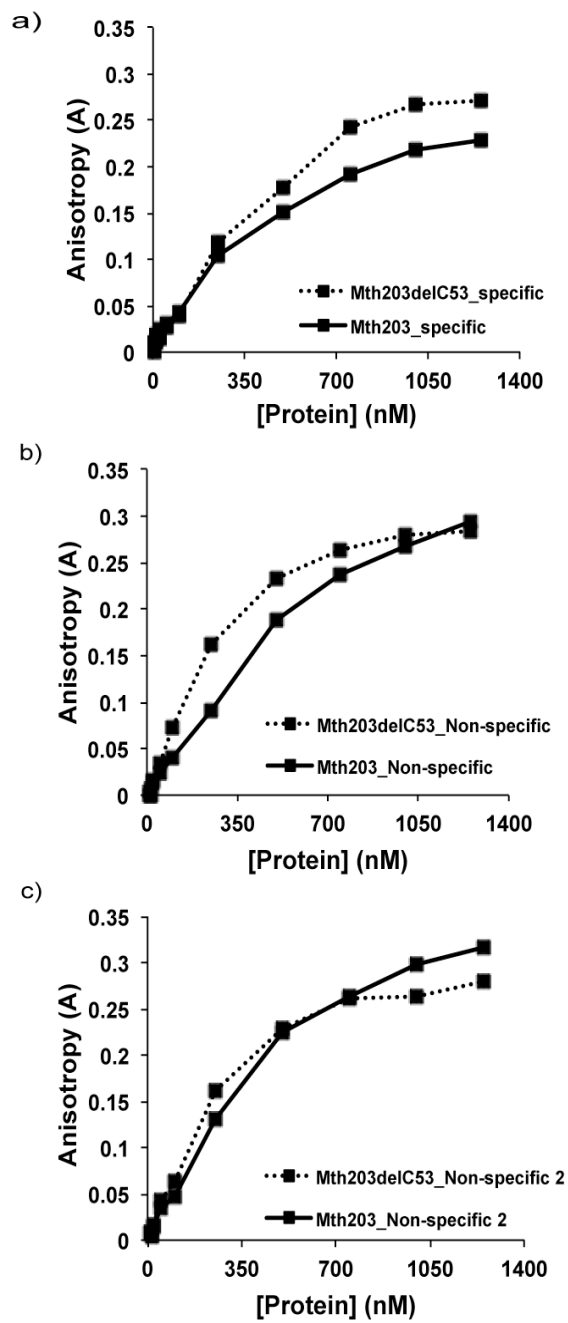 a)
0.35
0.3
0.25
0.2
0.15
0.1
0.05
0
Anisotropy (A)
Mth203delC53_specific
Mth203_specific
0 350 700 1050 1400
[Protein] (nM)
b)
0.35
0.3
0.25
0.2
0.15
0.1
0.05
0
Anisotropy (A)
Mth203delC53_Non-specific
Mth203_Non-specific
0 350 700 1050 1400
[Protein] (nM)
c)
0.35
0.3
0.25
0.2
0.15
0.1
0.05
0
Anisotropy (A)
Mth203delC53_Non-specific 2
Mth203_Non-specific 2
0 350 700 1050 1400
[Protein] (nM)